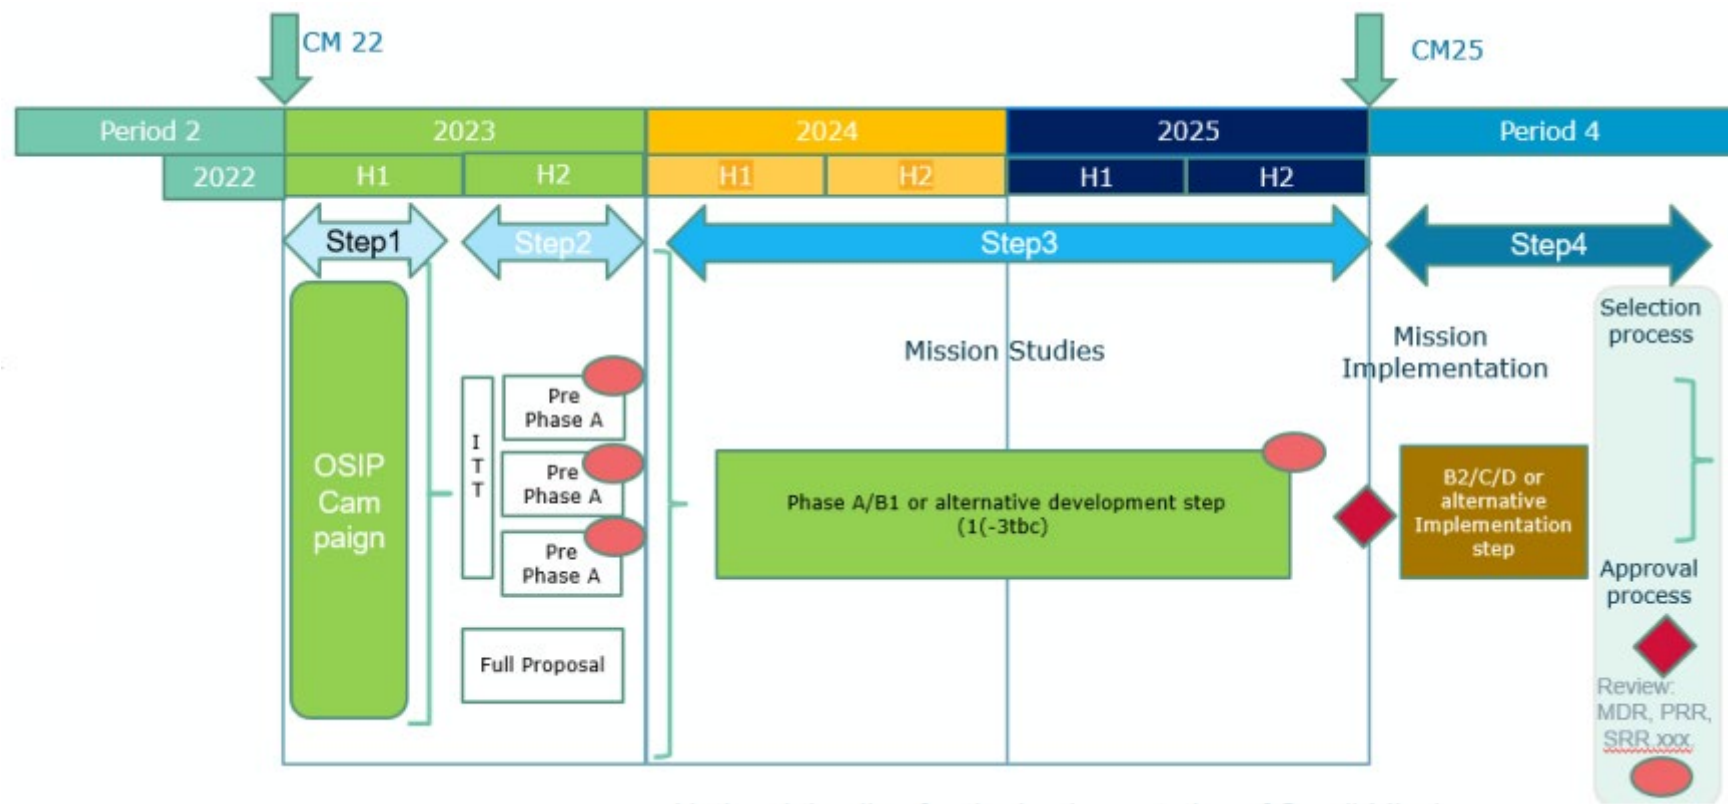 CM 22
CM25
Period 2
2023
2024
2025
Period 4
2022
H1
H2
H1
H2
H1
H2
Step1
Step2
Step3
Step4
Selection
process
Mission Studies
Mission
Implementation
OSIP
Cam
paign
ITT
Pre
Phase A
Pre
Phase A
Pre
Phase A
Full Proposal
Phase A/B1 or alternative development step
(1(-3tbc)
B2/C/D or
alternative
Implementation
step
Approval
process
Review:
MDR, PRR,
SRR.xxx.